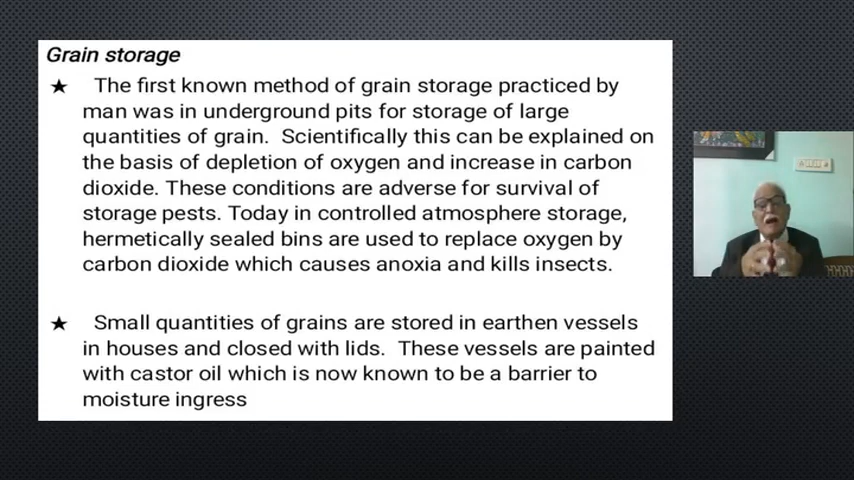 Grain storage
★ The first known method of grain storage practiced by
man was in underground pits for storage of large
quantities of grain. Scientifically this can be explained on
the basis of depletion of oxygen and increase in carbon
dioxide. These conditions are adverse for survival of
storage pests. Today in controlled atmosphere storage,
hermetically sealed bins are used to replace oxygen by
carbon dioxide which causes anoxia and kills insects.
★ Small quantities of grains are stored in earthen vessels
in houses and closed with lids. These vessels are painted
with castor oil which is now known to be a barrier to
moisture ingress